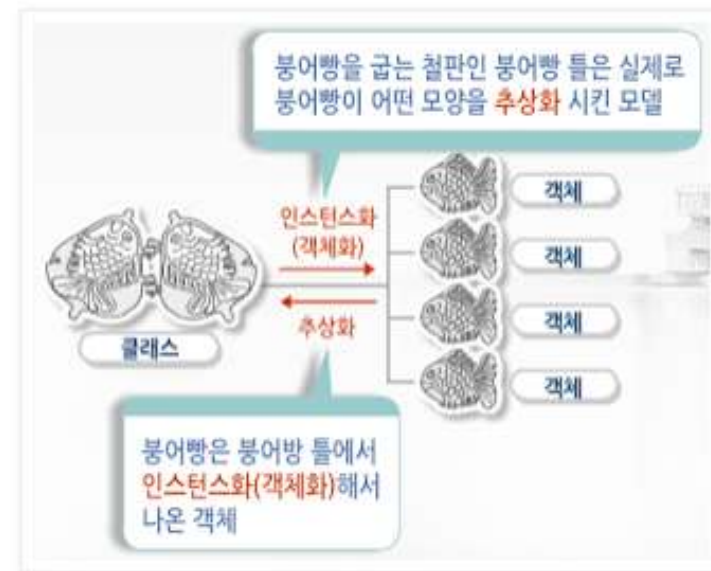 붕어빵을 굽는 철판인 붕어빵 틀은 실제로
붕어빵이 어떤 모양을 추상화 시킨 모델
인스턴스화
(객체화)
추상화
클래스
객체
객체
객체
객체
붕어빵은 붕어방 틀에서
인스턴스화(객체화)해서
나온 객체